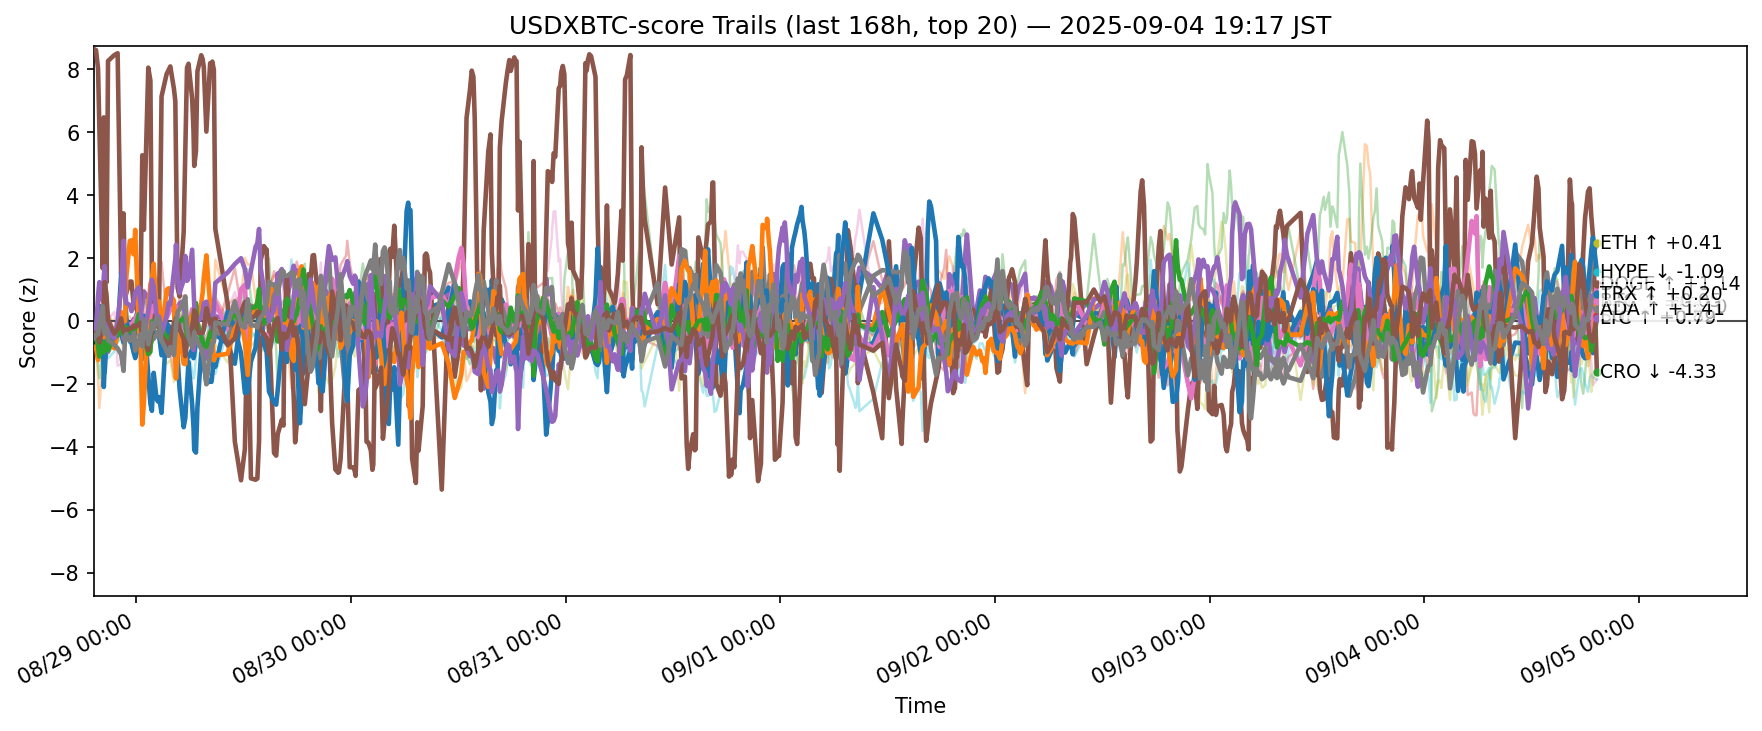 USDXBTC-score Trails (last 168h, top 20) — 2025-09-04 19:17 JST
Score (z)
8
6
4
2
0
−2
−4
−6
−8
ETH ↑ +0.41
HYPE ↓ -1.09
TRX ↑ +0.20
ADA ↑ +1.41
LTC ↑ +0.79
CRO ↓ -4.33
08/29 00:00
08/30 00:00
08/31 00:00
09/01 00:00
09/02 00:00
09/03 00:00
09/04 00:00
09/05 00:00
Time